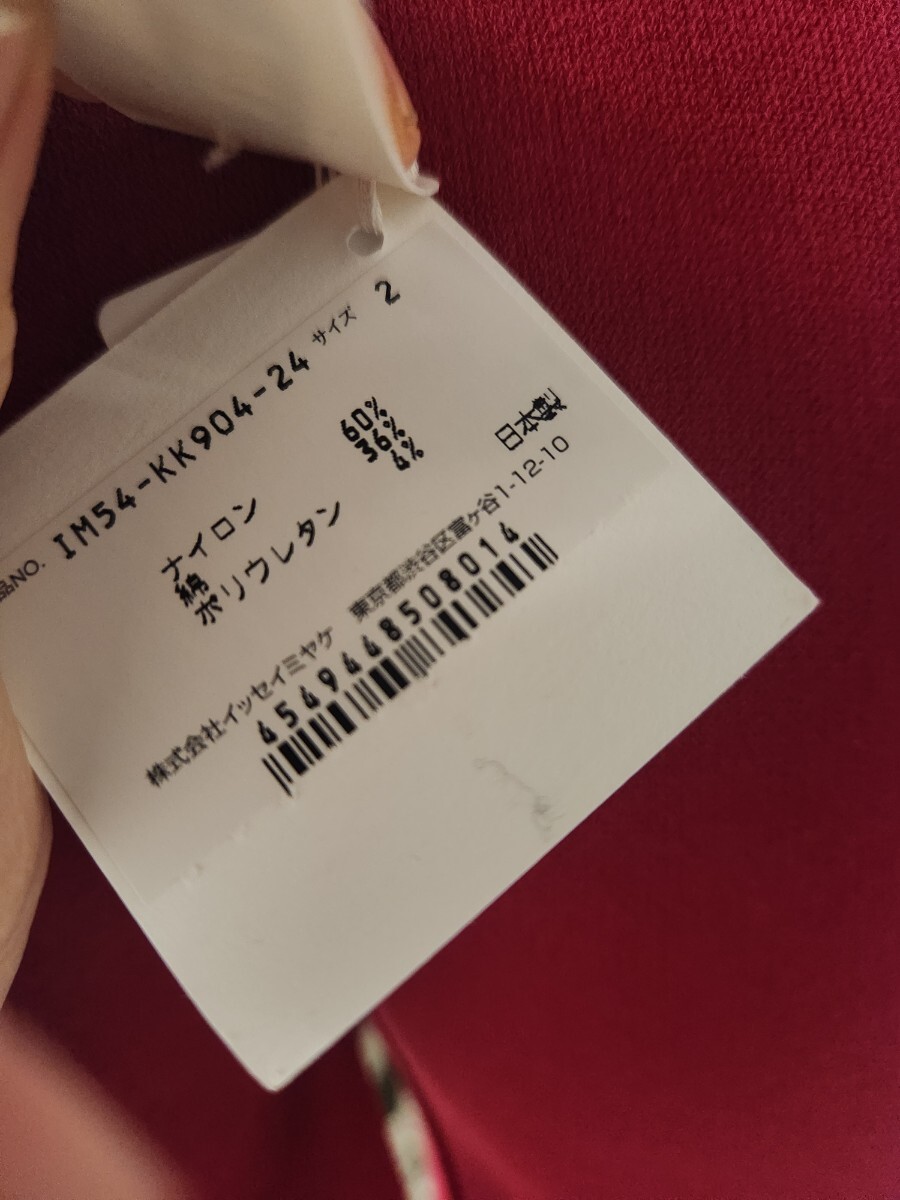 品NO. IM54-KK904-24 サイズ 2
ナイロン 60%
綿 36%
ポリウレタン 4%
日本製
株式会社イッセイミヤケ 東京都渋谷区富ヶ谷1-12-10
4549448508014